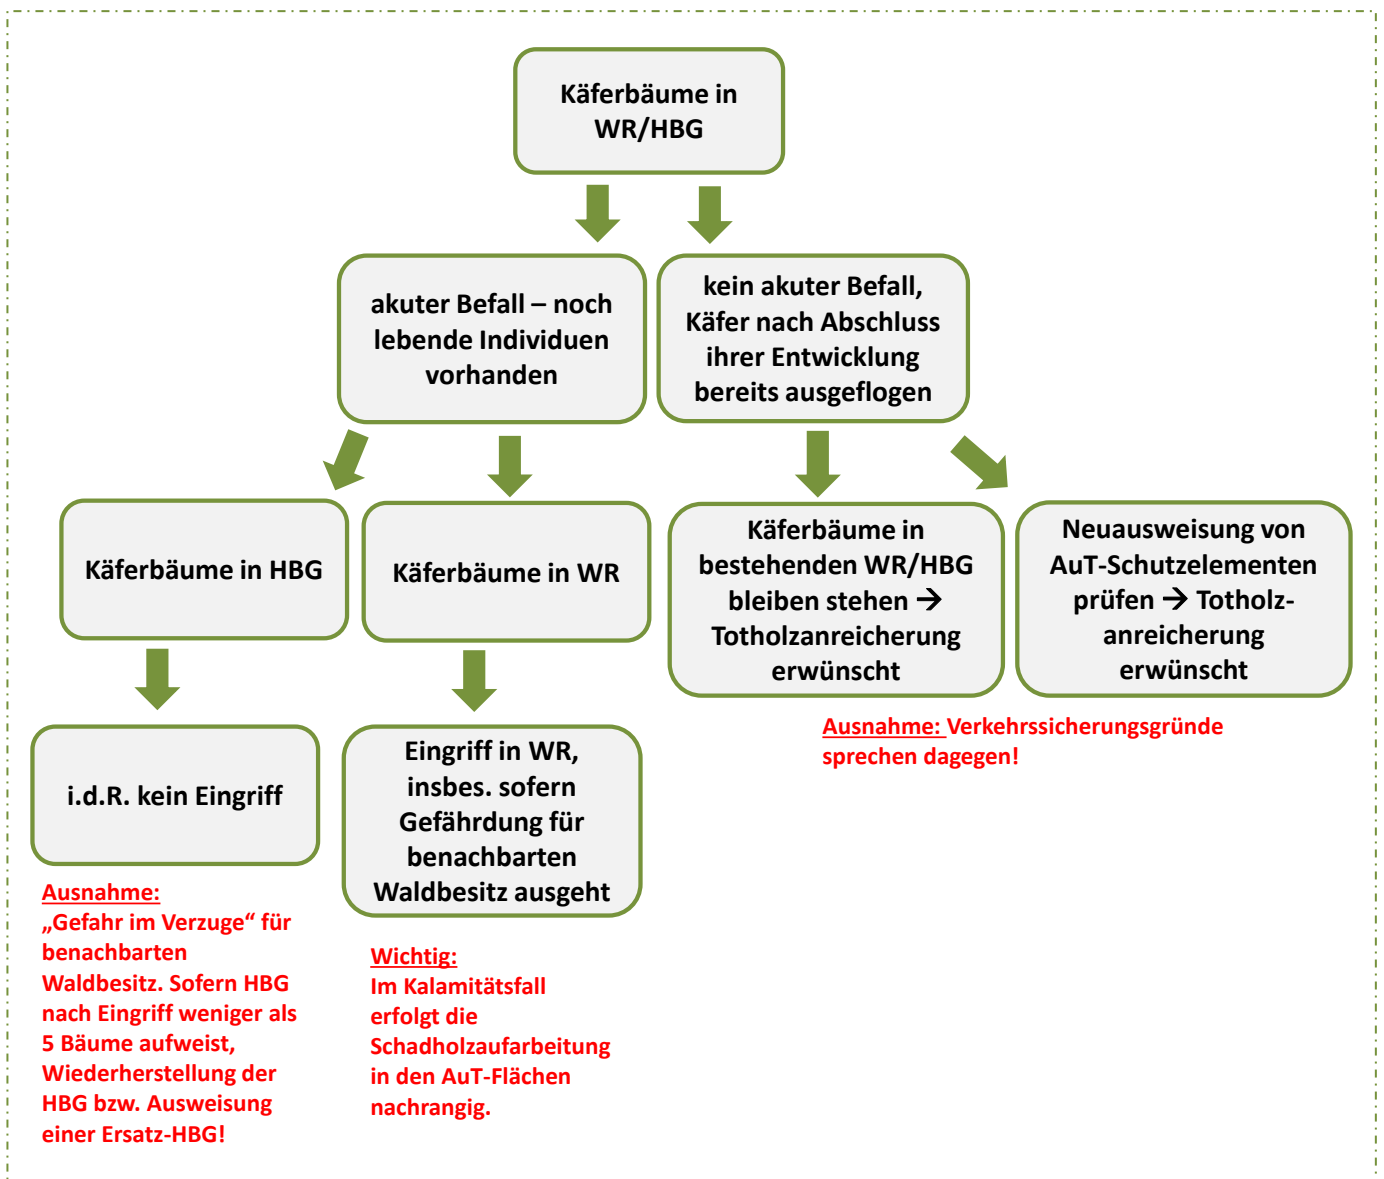 Käferbäume in
WR/HBG
akuter Befall – noch
lebende Individuen
vorhanden
kein akuter Befall,
Käfer nach Abschluss
ihrer Entwicklung
bereits ausgeflogen
Käferbäume in HBG
Käferbäume in WR
Käferbäume in
bestehenden WR/HBG
bleiben stehen →
Totholzanreicherung
erwünscht
Neuausweisung von
AuT-Schutzelementen
prüfen → Totholz-
anreicherung
erwünscht
i.d.R. kein Eingriff
Eingriff in WR,
insbes. sofern
Gefährdung für
benachbarten
Waldbesitz ausgeht
Ausnahme: Verkehrssicherungsgründe
sprechen dagegen!
Ausnahme:
„Gefahr im Verzuge“ für
benachbarten
Waldbesitz. Sofern HBG
nach Eingriff weniger als
5 Bäume aufweist,
Wiederherstellung der
HBG bzw. Ausweisung
einer Ersatz-HBG!
Wichtig:
Im Kalamitätsfall
erfolgt die
Schadholzaufarbeitung
in den AuT-Flächen
nachrangig.